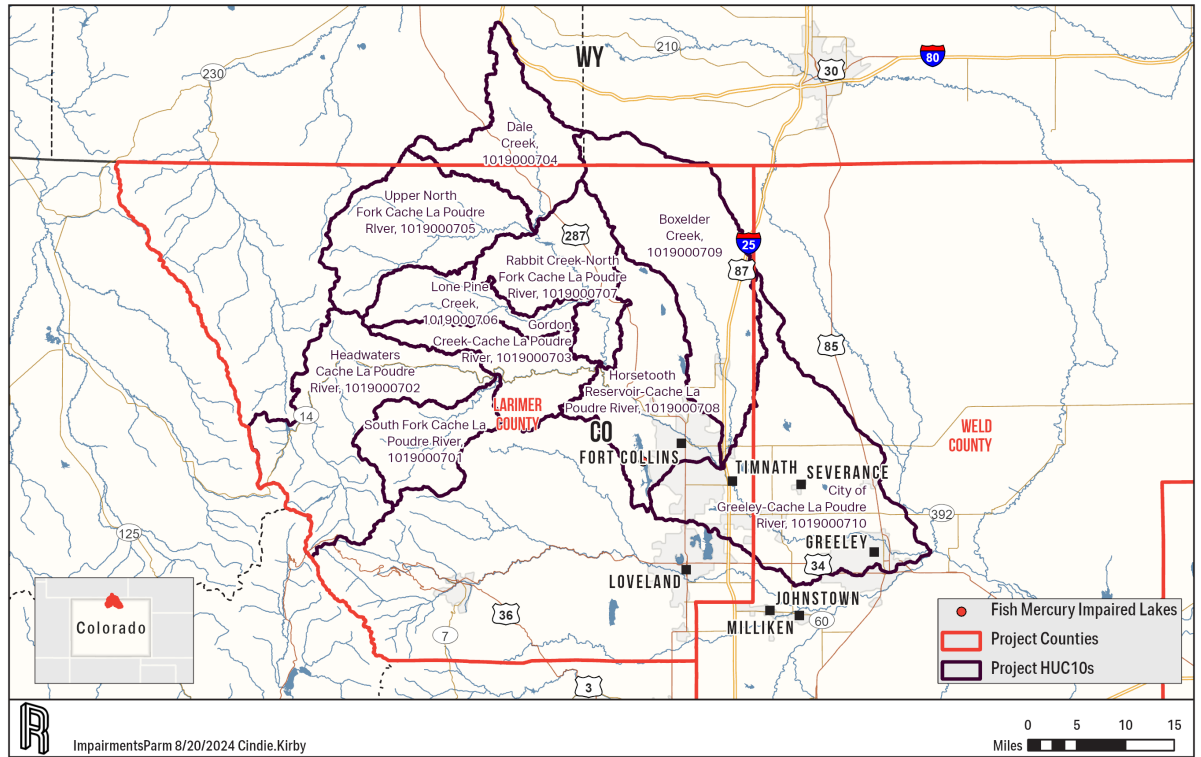 WY
210
80
30
230
Dale
Creek,
1019000704
Upper North
Fork Cache La Poudre
River, 1019000705
Boxelder
Creek,
1019000709
287
25
87
Rabbit Creek-North
Fork Cache La Poudre
River, 1019000707
Lone Pine
Creek,
1019000706
Gordon
Creek-Cache La Poudre
River, 1019000703
85
Headwaters
Cache La Poudre
River, 1019000702
Horsetooth
Reservoir-Cache La
Poudre River, 1019000708
14
LARIMER
COUNTY
South Fork Cache La
Poudre River,
1019000701
CO
WELD
COUNTY
FORT COLLINS
TIMNATH
SEVERANCE
City of
Greeley-Cache La Poudre
River, 1019000710
392
125
GREELEY
34
LOVELAND
JOHNSTOWN
MILLIKEN
60
36
7
3
Colorado
Fish Mercury Impaired Lakes
Project Counties
Project HUC10s
R
ImpairmentsParm 8/20/2024 Cindie.Kirby
0 5 10 15
Miles